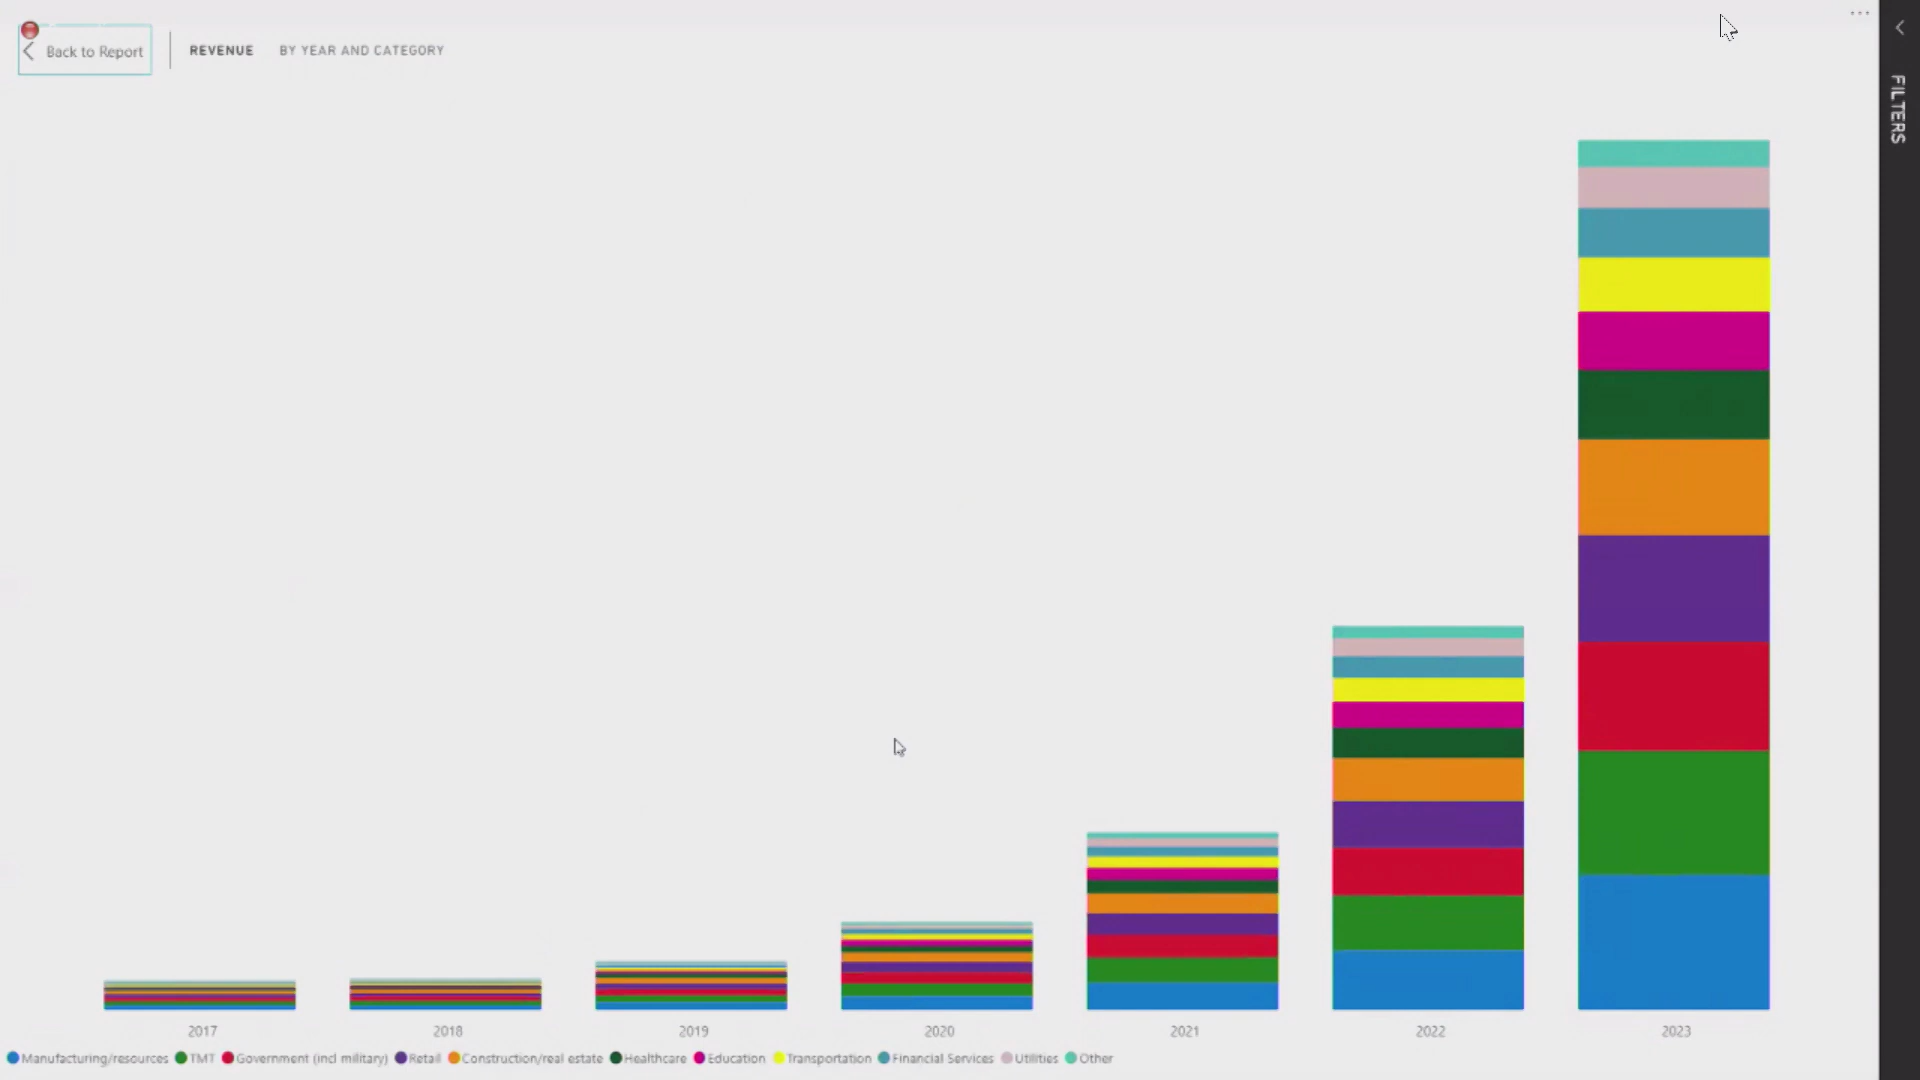 Back to Report
REVENUE BY YEAR AND CATEGORY
FILTERS
2017 2018 2019 2020 2021 2022 2023
Manufacturing/resources TMT Government (incl military) Retail Construction/real estate Healthcare Education Transportation Financial Services Utilities Other